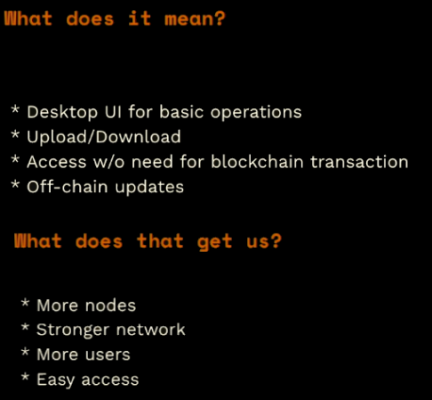 What does it mean?
* Desktop UI for basic operations
* Upload/Download
* Access w/o need for blockchain transaction
* Off-chain updates
What does that get us?
* More nodes
* Stronger network
* More users
* Easy access